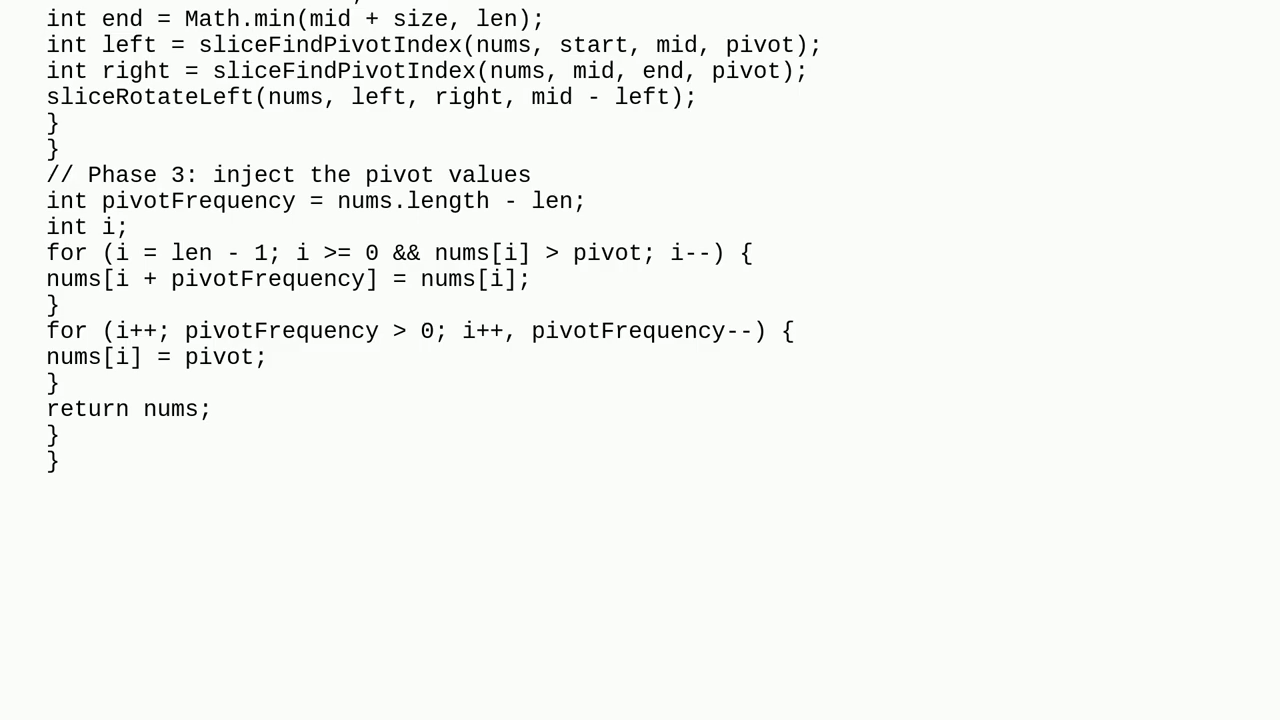 int end = Math.min(mid + size, len);
int left = sliceFindPivotIndex(nums, start, mid, pivot);
int right = sliceFindPivotIndex(nums, mid, end, pivot);
sliceRotateLeft(nums, left, right, mid - left);
}
}
// Phase 3: inject the pivot values
int pivotFrequency = nums.length - len;
int i;
for (i = len - 1; i >= 0 && nums[i] > pivot; i--) {
nums[i + pivotFrequency] = nums[i];
}
for (i++; pivotFrequency > 0; i++, pivotFrequency--) {
nums[i] = pivot;
}
return nums;
}
}